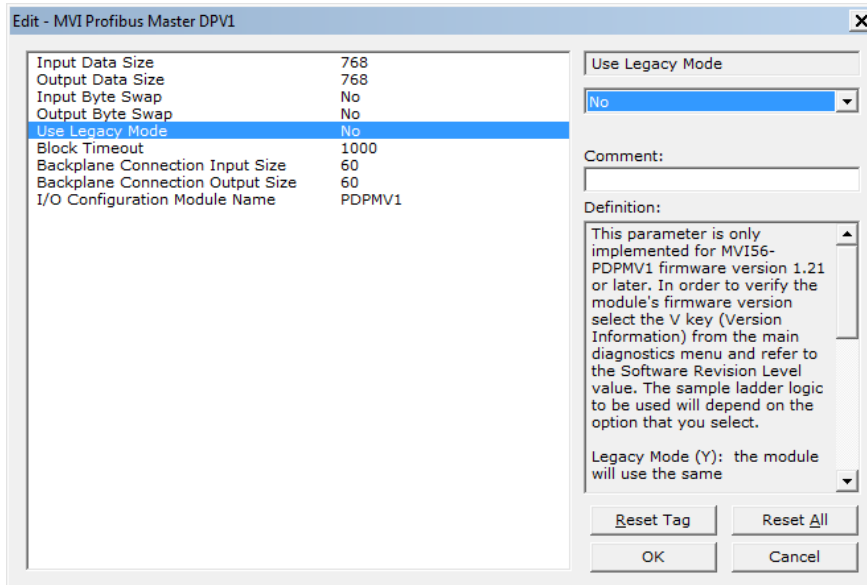 Edit - MVI Profibus Master DPV1
Input Data Size 768
Output Data Size 768
Input Byte Swap No
Output Byte Swap No
Use Legacy Mode No
Block Timeout 1000
Backplane Connection Input Size 60
Backplane Connection Output Size 60
I/O Configuration Module Name PDPMV1
Use Legacy Mode
No
Comment:
Definition:
This parameter is only
implemented for MVI56-
PDPMV1 firmware version 1.21
or later. In order to verify the
module's firmware version
select the V key (Version
Information) from the main
diagnostics menu and refer to
the Software Revision Level
value. The sample ladder logic
to be used will depend on the
option that you select.
Legacy Mode (Y):  the module
will use the same
Reset Tag
Reset All
OK
Cancel